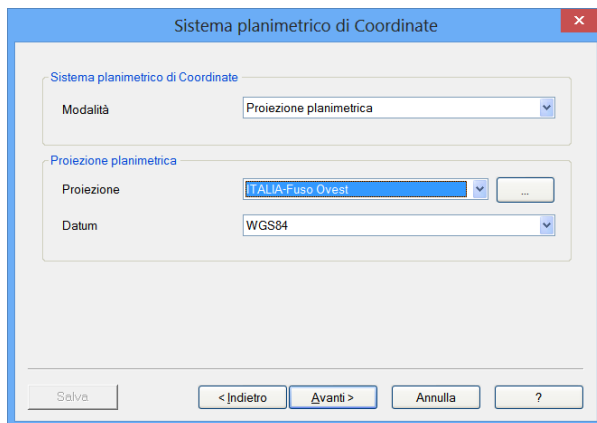 Sistema planimetrico di Coordinate
Sistema planimetrico di Coordinate
Modalità Proiezione planimetrica
Proiezione planimetrica
Proiezione ITALIA-Fuso Ovest ...
Datum WGS84
Salva < Indietro Avanti > Annulla ?